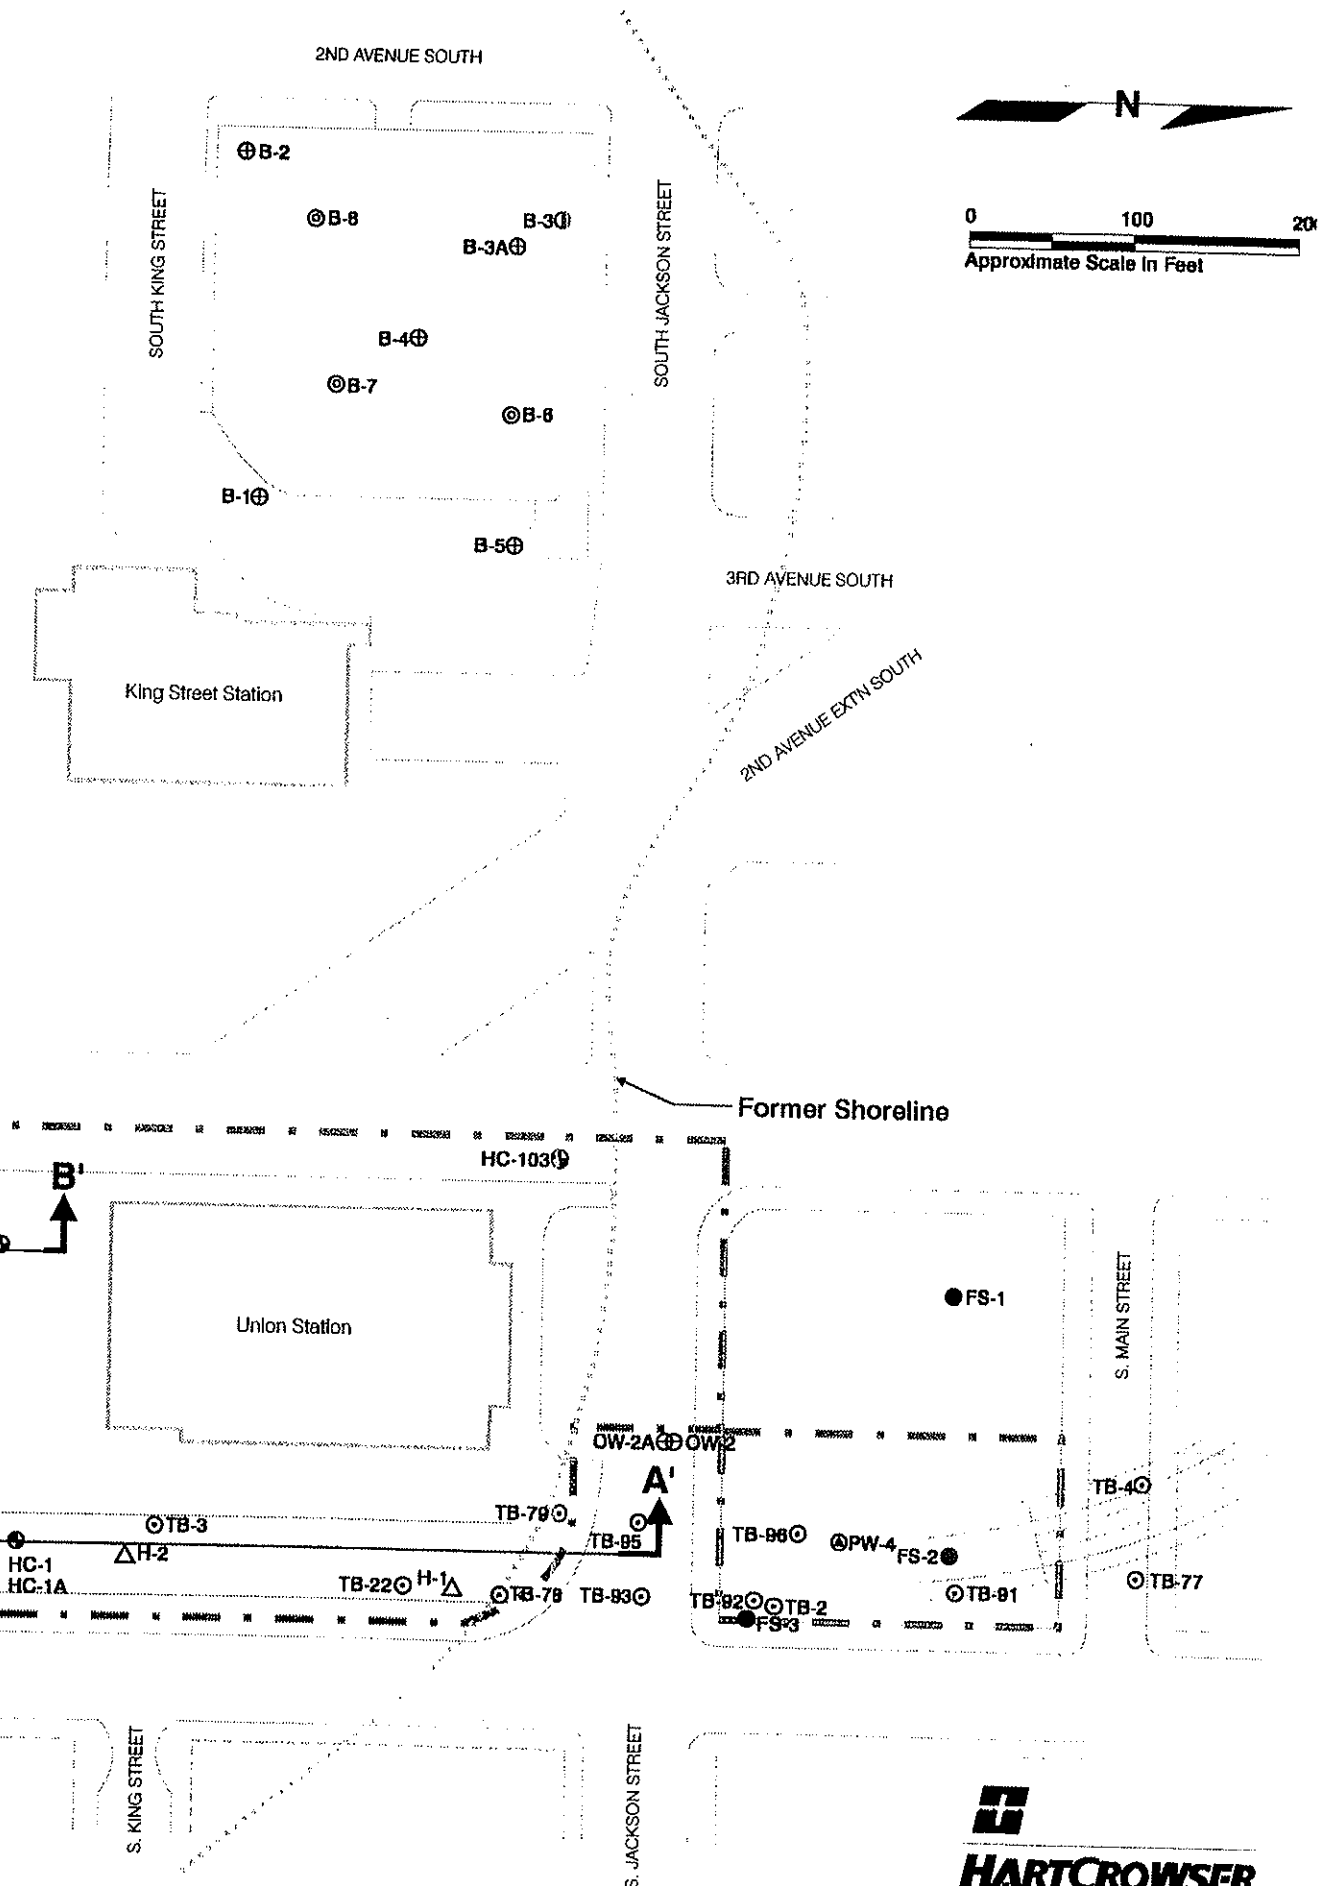 2ND AVENUE SOUTH
N
B-2
SOUTH KING STREET
B-8
B-3
B-3A
SOUTH JACKSON STREET
0 100
Approximate Scale in Feet
B-4
B-7
B-6
B-1
B-5
3RD AVENUE SOUTH
King Street Station
2ND AVENUE EXT'N SOUTH
Former Shoreline
HC-103
B'
FS-1
S. MAIN STREET
Union Station
OW-2A OW-2
A'
TB-4
TB-79
TB-3
TB-95
TB-96
PW-4
FS-2
HC-1
HC-1A
H-2
TB-22
H-1
TB-78
TB-93
TB-92
TB-2
FS-3
TB-91
TB-77
S. KING STREET
S. JACKSON STREET
HARTCROWSER